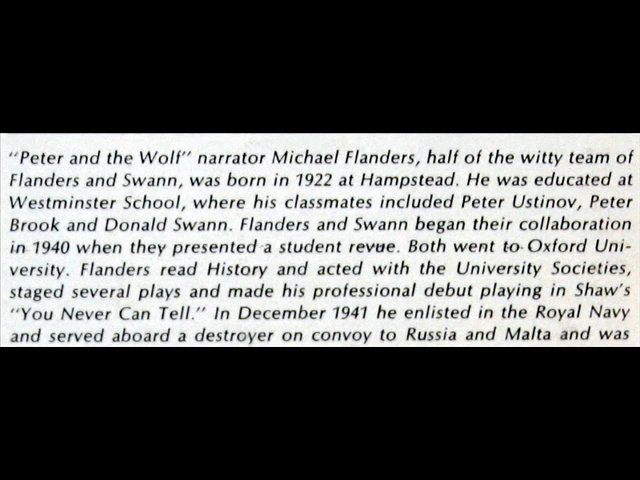 "Peter and the Wolf" narrator Michael Flanders, half of the witty team of
Flanders and Swann, was born in 1922 at Hampstead. He was educated at
Westminster School, where his classmates included Peter Ustinov, Peter
Brook and Donald Swann. Flanders and Swann began their collaboration
in 1940 when they presented a student revue. Both went to Oxford Uni-
versity. Flanders read History and acted with the University Societies,
staged several plays and made his professional debut playing in Shaw's
"You Never Can Tell." In December 1941 he enlisted in the Royal Navy
and served aboard a destroyer on convoy to Russia and Malta and was